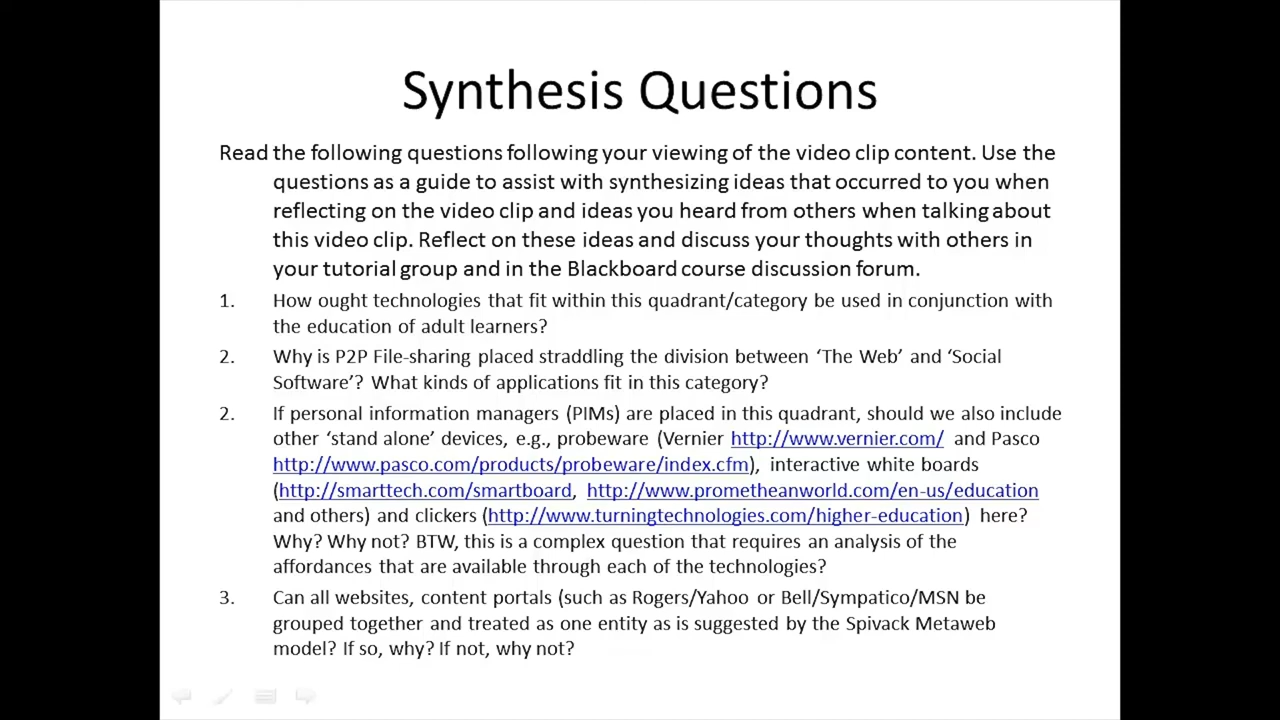 Synthesis Questions
Read the following questions following your viewing of the video clip content. Use the
questions as a guide to assist with synthesizing ideas that occurred to you when
reflecting on the video clip and ideas you heard from others when talking about
this video clip. Reflect on these ideas and discuss your thoughts with others in
your tutorial group and in the Blackboard course discussion forum.
1. How ought technologies that fit within this quadrant/category be used in conjunction with
the education of adult learners?
2. Why is P2P File-sharing placed straddling the division between ‘The Web’ and ‘Social
Software’? What kinds of applications fit in this category?
2. If personal information managers (PIMs) are placed in this quadrant, should we also include
other ‘stand alone’ devices, e.g., probeware (Vernier http://www.vernier.com/ and Pasco
http://www.pasco.com/products/probeware/index.cfm), interactive white boards
(http://smarttech.com/smartboard, http://www.prometheanworld.com/en-us/education
and others) and clickers (http://www.turningtechnologies.com/higher-education) here?
Why? Why not? BTW, this is a complex question that requires an analysis of the
affordances that are available through each of the technologies?
3. Can all websites, content portals (such as Rogers/Yahoo or Bell/Sympatico/MSN be
grouped together and treated as one entity as is suggested by the Spivack Metaweb
model? If so, why? If not, why not?